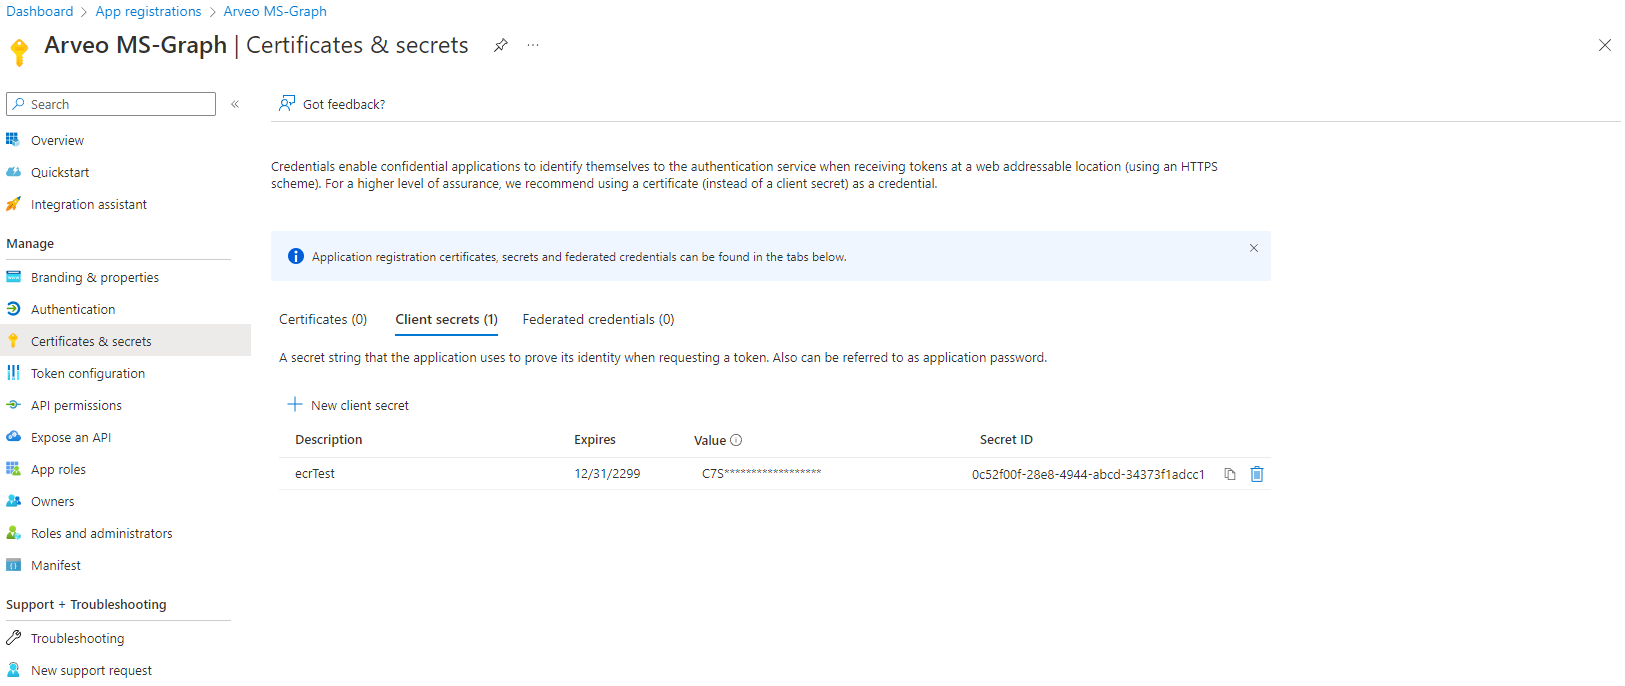 Dashboard > App registrations > Arveo MS-Graph
Arveo MS-Graph | Certificates & secrets
Search
«
Got feedback?
Overview
Quickstart
Integration assistant
Manage
Branding & properties
Authentication
Certificates & secrets
Token configuration
API permissions
Expose an API
App roles
Owners
Roles and administrators
Manifest
Support + Troubleshooting
Troubleshooting
New support request
Credentials enable confidential applications to identify themselves to the authentication service when receiving tokens at a web addressable location (using an HTTPS
scheme). For a higher level of assurance, we recommend using a certificate (instead of a client secret) as a credential.
Application registration certificates, secrets and federated credentials can be found in the tabs below.
Certificates (0) Client secrets (1) Federated credentials (0)
A secret string that the application uses to prove its identity when requesting a token. Also can be referred to as application password.
New client secret
Description Expires Value Secret ID
ecrTest 12/31/2299 C7S****************** 0c52f00f-28e8-4944-abcd-34373f1adcc1